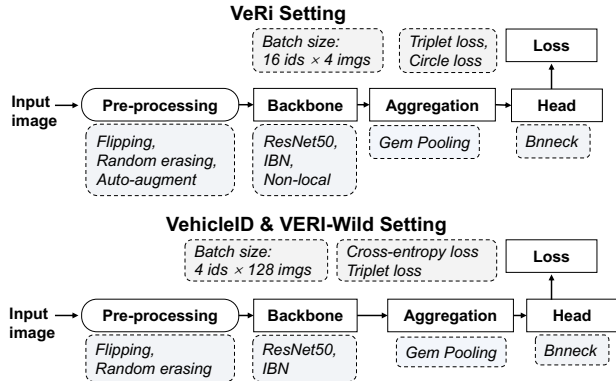 VeRi Setting
Batch size:
16 ids × 4 imgs
Triplet loss,
Circle loss
Loss
Input
image
Pre-processing
Backbone
Aggregation
Head
Flipping,
Random erasing,
Auto-augment
ResNet50,
IBN,
Non-local
Gem Pooling
Bnneck
VehicleID & VERI-Wild Setting
Batch size:
4 ids × 128 imgs
Cross-entropy loss
Triplet loss
Loss
Input
image
Pre-processing
Backbone
Aggregation
Head
Flipping,
Random erasing
ResNet50,
IBN
Gem Pooling
Bnneck